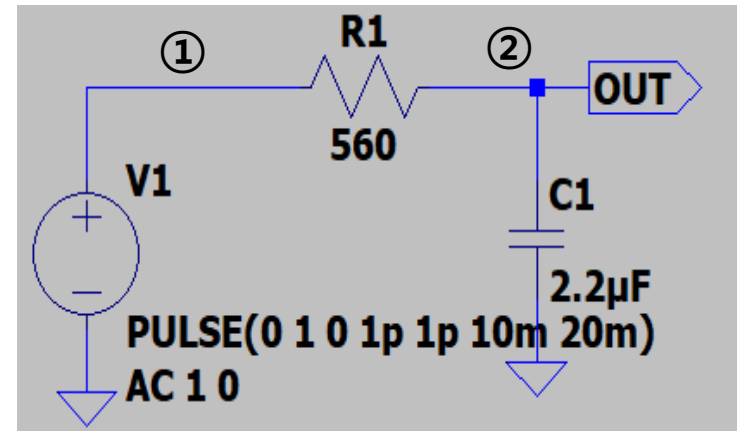 ① R1 ② OUT
560
V1
C1
2.2µF
PULSE(0 1 0 1p 1p 10m 20m)
AC 1 0